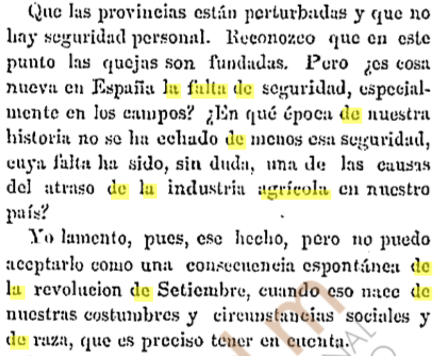 Que las provincias están perturbadas y que no
hay seguridad personal. Reconozco que en este
punto las quejas son fundadas. Pero ¿es cosa
nueva en España la falta de seguridad, especial-
mente en los campos? ¿En qué época de nuestra
historia no se ha echado de menos esa seguridad,
cuya falta ha sido, sin duda, una de las causas
del atraso de la industria agrícola en nuestro
país?
Yo lamento, pues, ese hecho, pero no puedo
aceptarlo como una consecuencia espontánea de
la revolucion de Setiembre, cuando eso nace de
nuestras costumbres y circunstancias sociales y
de raza, que es preciso tener en cuenta.